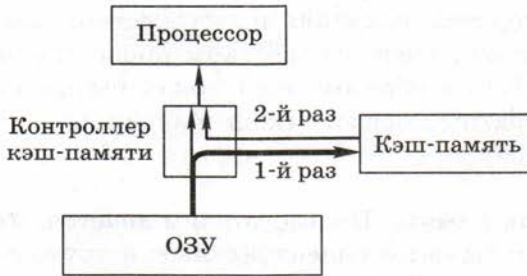 Процессор
Контроллер
кэш-памяти
2-й раз
1-й раз
Кэш-память
ОЗУ